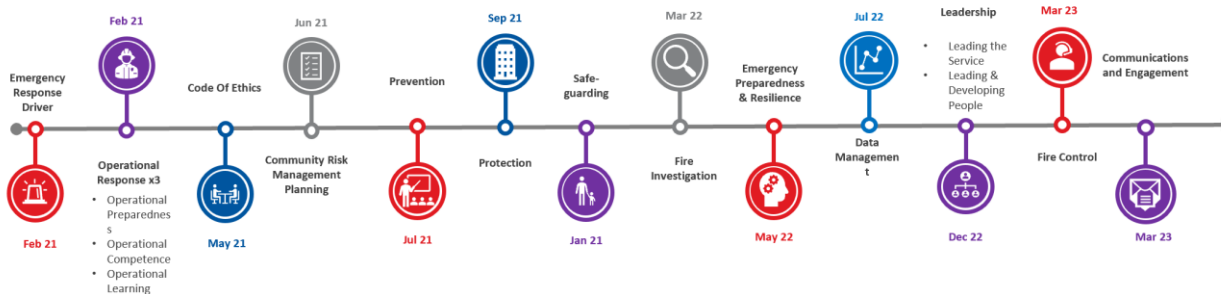 Emergency
Response
Driver
Feb 21
Feb 21
Operational
Response x3
• Operational
Preparednes
s
• Operational
Competence
• Operational
Learning
Code Of Ethics
May 21
Jun 21
Community Risk
Management
Planning
Prevention
Jul 21
Sep 21
Protection
Safe-
guarding
Jan 21
Mar 22
Fire
Investigation
Emergency
Preparedness
& Resilience
May 22
Jul 22
Data
Managemen
t
Leadership
• Leading the
Service
• Leading &
Developing
People
Dec 22
Mar 23
Fire Control
Communications
and Engagement
Mar 23